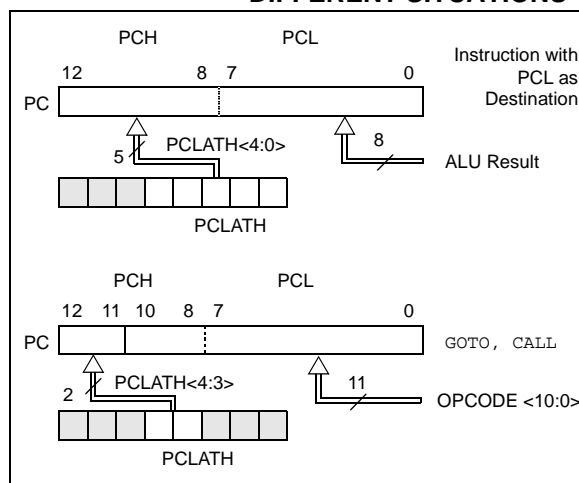 DIFFERENT SITUATIONS
PCH PCL
12 8 7 0
Instruction with
PCL as
Destination
PC
5 PCLATH<4:0> 8
ALU Result
PCLATH
PCH PCL
12 11 10 8 7 0
PC GOTO, CALL
2 PCLATH<4:3> 11
OPCODE <10:0>
PCLATH